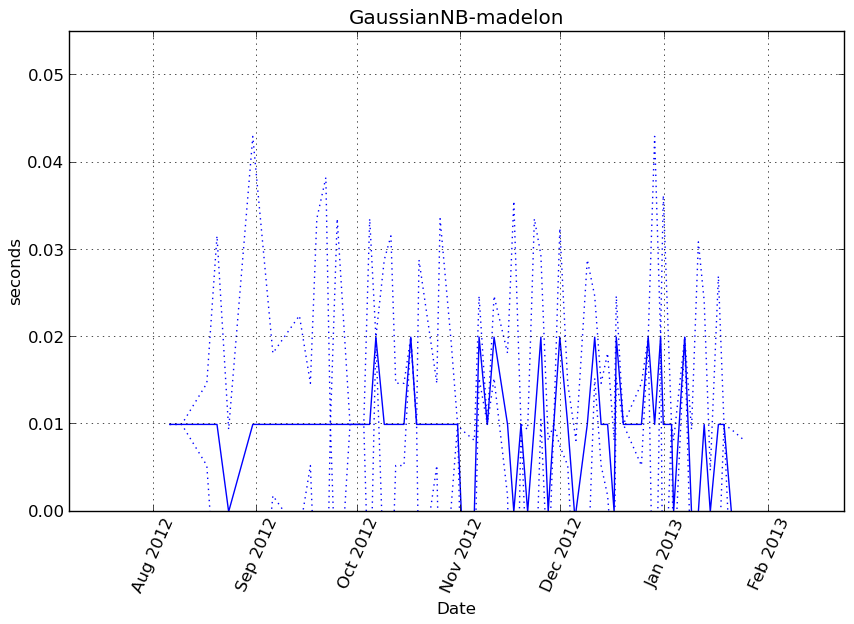 GaussianNB-madelon
0.05
0.04
0.03
0.02
0.01
0.00
seconds
Aug 2012
Sep 2012
Oct 2012
Nov 2012
Dec 2012
Jan 2013
Feb 2013
Date